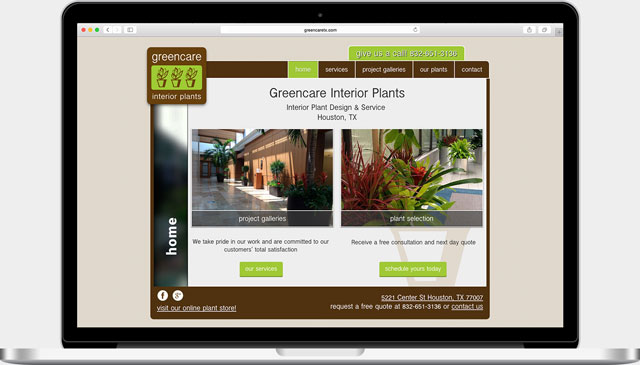 greencareits.com
give us a call! 832-651-3136
greencare
interior plants
home
services
project galleries
our plants
contact
Greencare Interior Plants
Interior Plant Design & Service
Houston, TX
home
project galleries
plant selection
We take pride in our work and are committed to our
customers' total satisfaction
Receive a free consultation and next day quote
our services
schedule yours today
visit our online plant store!
5221 Center St Houston, TX 77007
request a free quote at 832-651-3136 or contact us